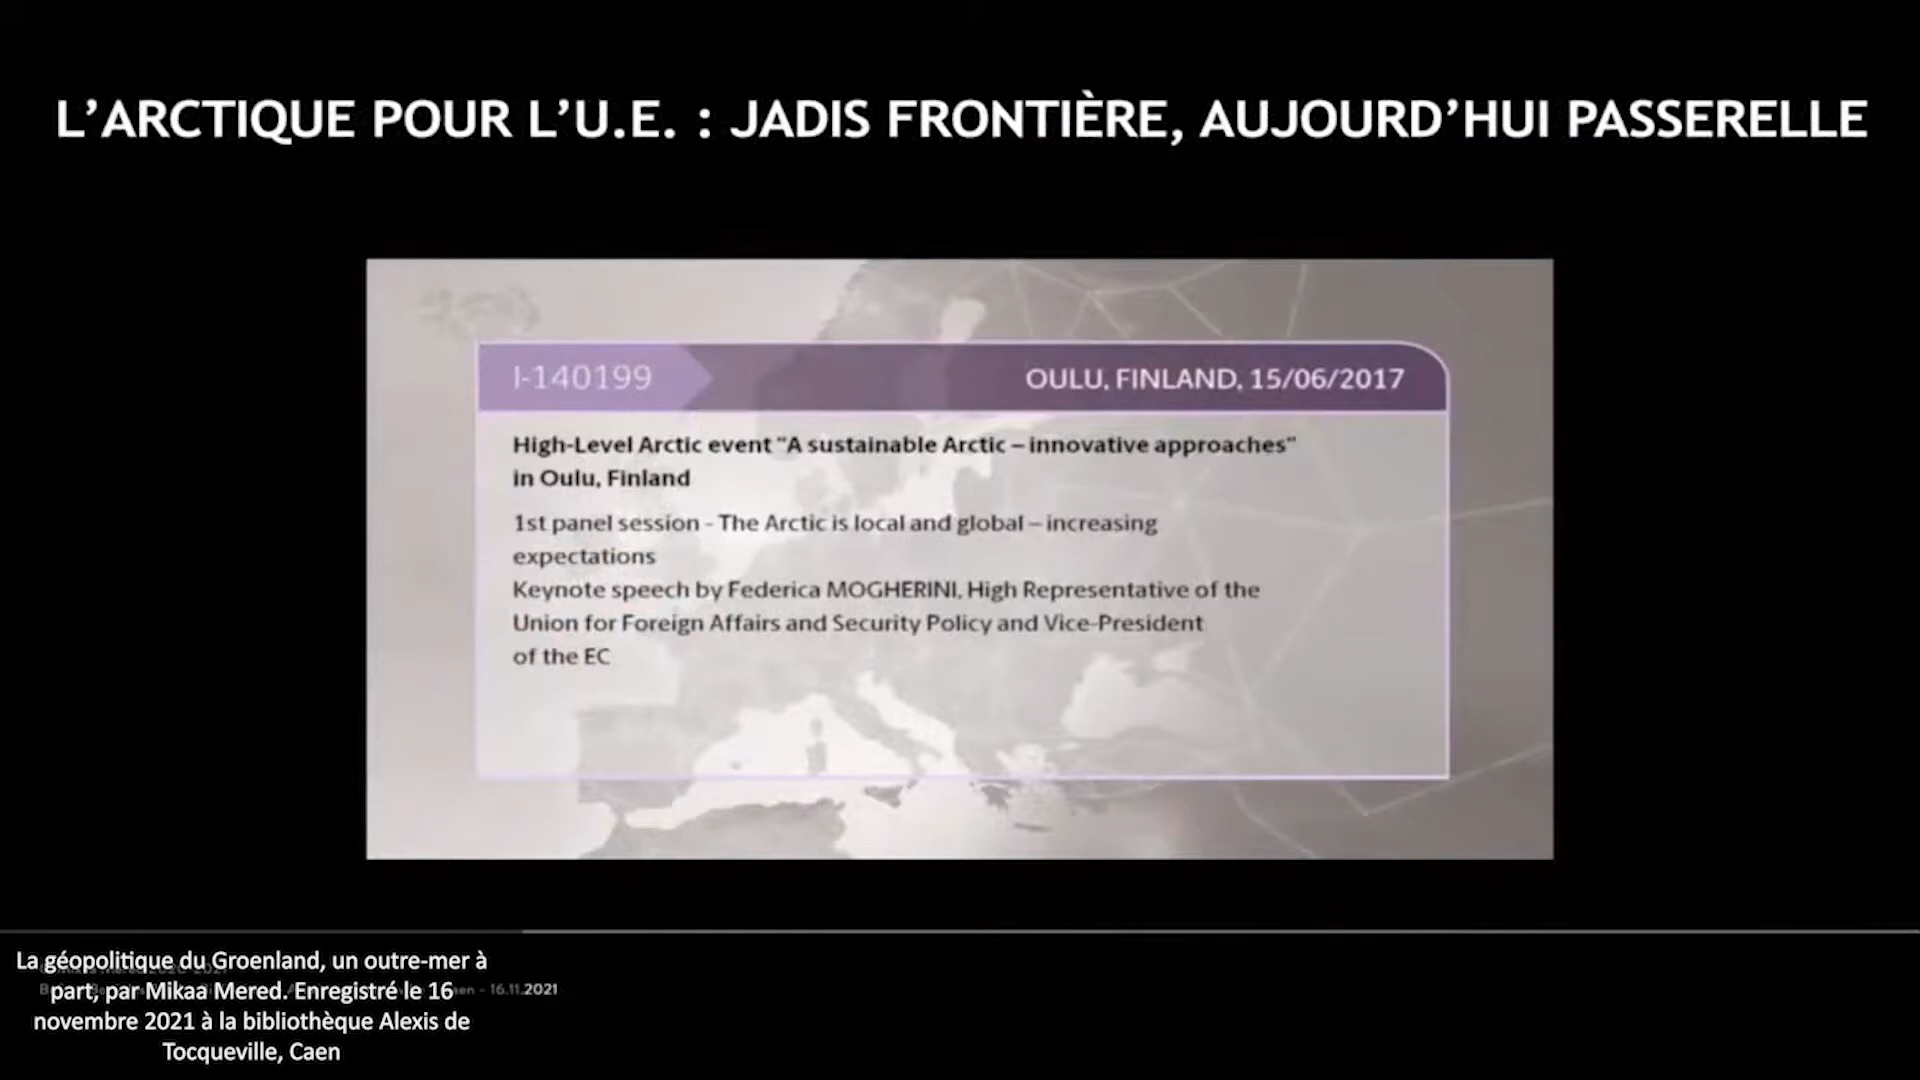 L’ARCTIQUE POUR L’U.E. : JADIS FRONTIÈRE, AUJOURD’HUI PASSERELLE
I-140199
OULU, FINLAND, 15/06/2017
High-Level Arctic event "A sustainable Arctic – innovative approaches"
in Oulu, Finland
1st panel session - The Arctic is local and global – increasing
expectations
Keynote speech by Federica MOGHERINI, High Representative of the
Union for Foreign Affairs and Security Policy and Vice-President
of the EC
La géopolitique du Groenland, un outre-mer à
part, par Mikaa Mered. Enregistré le 16
novembre 2021 à la bibliothèque Alexis de
Tocqueville, Caen
- 16.11.2021